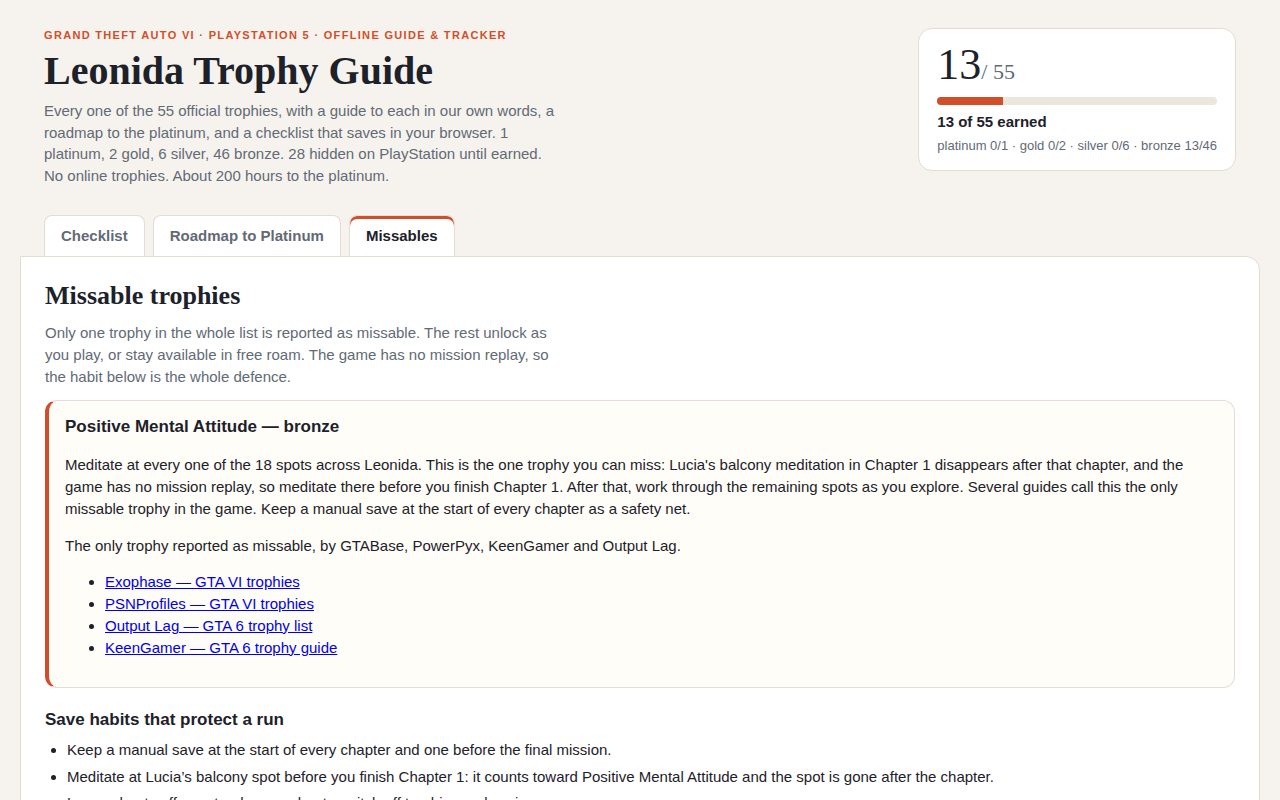 GRAND THEFT AUTO VI · PLAYSTATION 5 · OFFLINE GUIDE & TRACKER
Leonida Trophy Guide
Every one of the 55 official trophies, with a guide to each in our own words, a
roadmap to the platinum, and a checklist that saves in your browser. 1
platinum, 2 gold, 6 silver, 46 bronze. 28 hidden on PlayStation until earned.
No online trophies. About 200 hours to the platinum.
13/ 55
13 of 55 earned
platinum 0/1 · gold 0/2 · silver 0/6 · bronze 13/46
Checklist
Roadmap to Platinum
Missables
Missable trophies
Only one trophy in the whole list is reported as missable. The rest unlock as
you play, or stay available in free roam. The game has no mission replay, so
the habit below is the whole defence.
Positive Mental Attitude — bronze
Meditate at every one of the 18 spots across Leonida. This is the one trophy you can miss: Lucia's balcony meditation in Chapter 1 disappears after that chapter, and the
game has no mission replay, so meditate there before you finish Chapter 1. After that, work through the remaining spots as you explore. Several guides call this the only
missable trophy in the game. Keep a manual save at the start of every chapter as a safety net.
The only trophy reported as missable, by GTABase, PowerPyx, KeenGamer and Output Lag.
Exophase — GTA VI trophies
PSNProfiles — GTA VI trophies
Output Lag — GTA 6 trophy list
KeenGamer — GTA 6 trophy guide
Save habits that protect a run
Keep a manual save at the start of every chapter and one before the final mission.
Meditate at Lucia’s balcony spot before you finish Chapter 1: it counts toward Positive Mental Attitude and the spot is gone after the chapter.